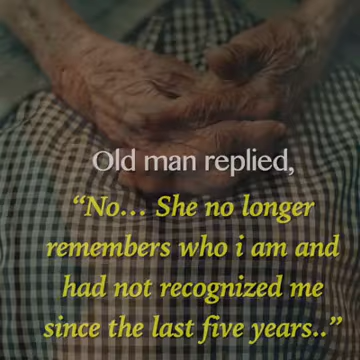 Old man replied,
“No... She no longer
remembers who i am and
had not recognized me
since the last five years..”